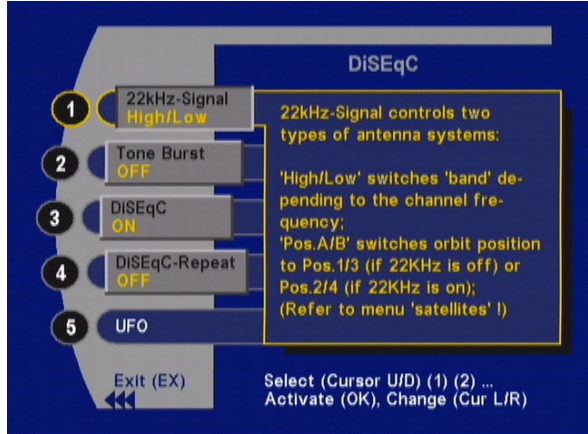 DiSEqC
1
22kHz-Signal
High/Low
2
Tone Burst
OFF
3
DiSEqC
ON
4
DiSEqC-Repeat
OFF
5
UFO
22kHz-Signal controls two
types of antenna systems:
'High/Low' switches 'band' de-
pending to the channel fre-
quency;
'Pos.A/B' switches orbit position
to Pos.1/3 (if 22KHz is off) or
Pos.2/4 (if 22KHz is on);
(Refer to menu 'satellites' !)
Exit (EX)
Select (Cursor U/D) (1) (2) ...
Activate (OK), Change (Cur L/R)